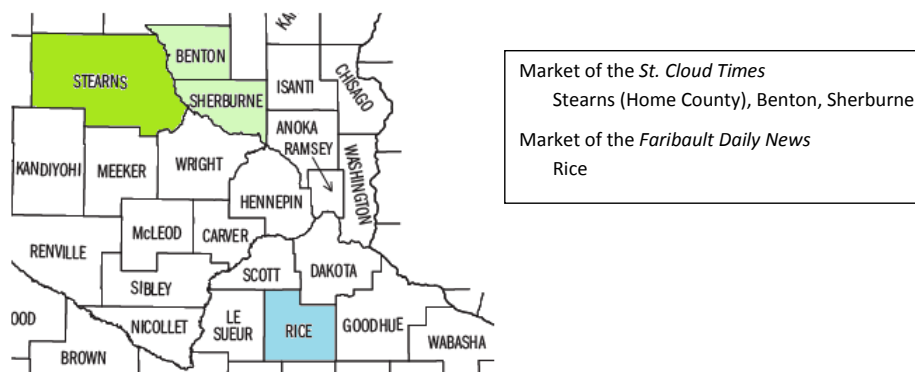 KA
BENTON
STEARNS
SHERBURNE
ISANTI
CHISAGO
ANOKA
RAMSEY
WASHINGTON
KANDIYOHI
MEEKER
WRIGHT
HENNEPIN
McLEOD
CARVER
RENVILLE
SCOTT
DAKOTA
SIBLEY
OOD
NICOLLET
LE
SUEUR
RICE
GOODHUE
WABASHA
BROWN
Market of the St. Cloud Times
Stearns (Home County), Benton, Sherburne
Market of the Faribault Daily News
Rice